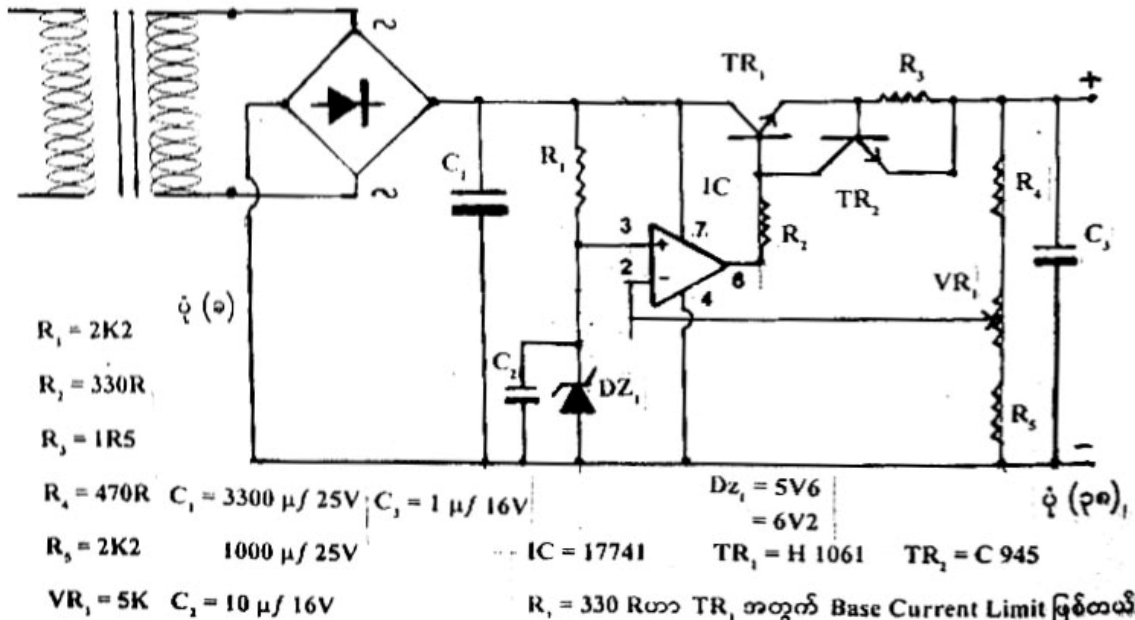 TR₁
R₃
+
C₁
R₁
IC
TR₂
R₄
3
+
7
R₂
C₃
2
-
6
4
VR₁
ပုံ (ခ)
R₁ = 2K2
C₂
DZ₁
R₂ = 330R
R₅
R₃ = 1R5
-
R₄ = 470R C₁ = 3300 µf 25V C₃ = 1 µf 16V Dz₁ = 5V6
= 6V2
ပုံ (၃၈)၊
R₅ = 2K2 1000 µf 25V IC = 17741 TR₁ = H 1061 TR₂ = C 945
VR₁ = 5K C₂ = 10 µf 16V R₁ = 330 Rဟာ TR₁ အတွက် Base Current Limit ဖြစ်တယ်